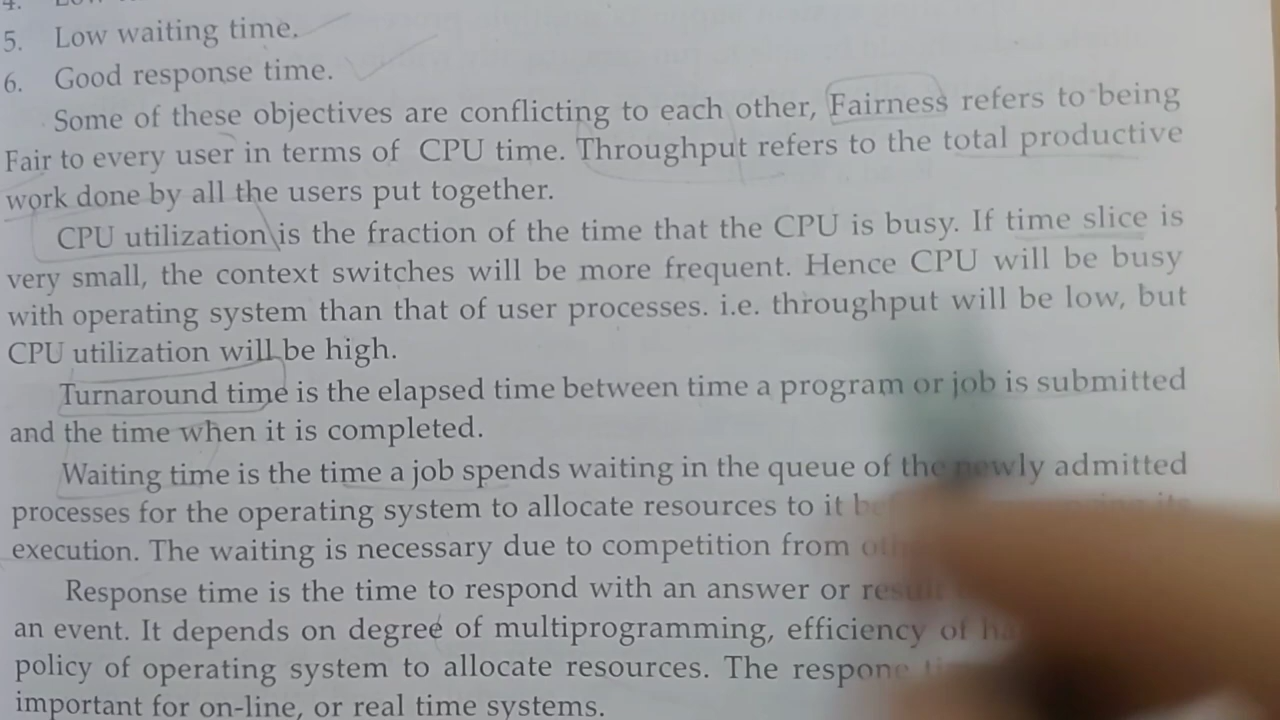 4.
5. Low waiting time.
6. Good response time.
Some of these objectives are conflicting to each other, Fairness refers to being
Fair to every user in terms of CPU time. Throughput refers to the total productive
work done by all the users put together.
CPU utilization is the fraction of the time that the CPU is busy. If time slice is
very small, the context switches will be more frequent. Hence CPU will be busy
with operating system than that of user processes. i.e. throughput will be low, but
CPU utilization will be high.
Turnaround time is the elapsed time between time a program or job is submitted
and the time when it is completed.
Waiting time is the time a job spends waiting in the queue of the newly admitted
processes for the operating system to allocate resources to it
execution. The waiting is necessary due to competition from
Response time is the time to respond with an answer or result
an event. It depends on degree of multiprogramming, efficiency of
policy of operating system to allocate resources. The respone
important for on-line, or real time systems.